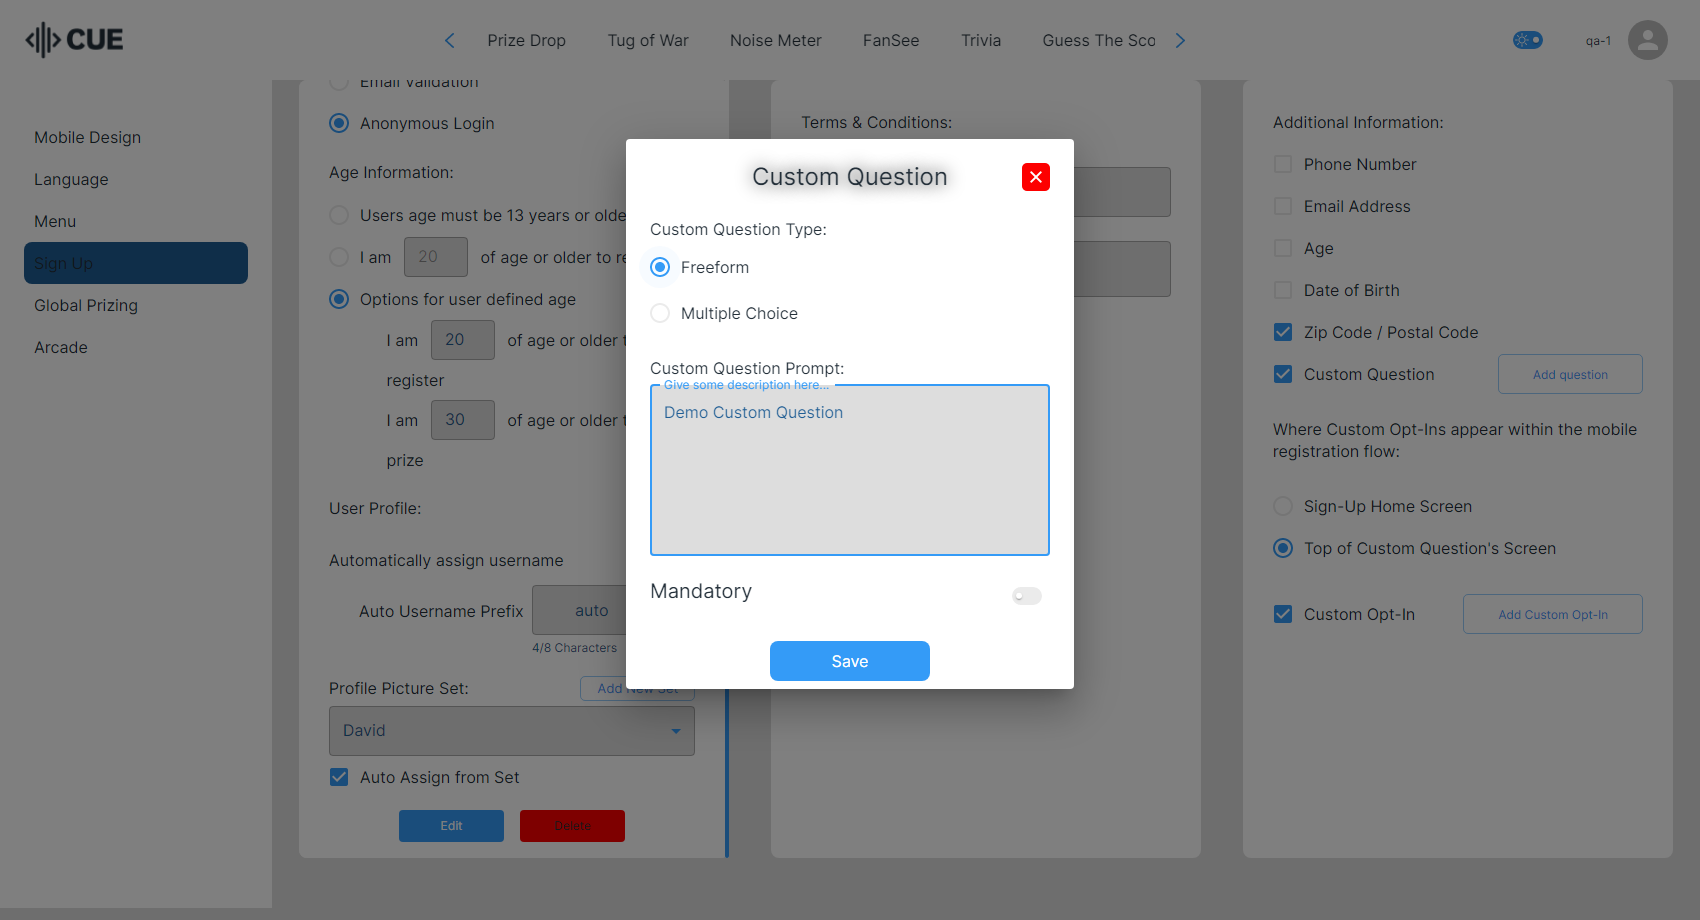 CUE
Prize Drop
Tug of War
Noise Meter
FanSee
Trivia
Guess The Sco
qa-1
Mobile Design
Language
Menu
Sign Up
Global Prizing
Arcade
Email Validation
Anonymous Login
Age Information:
Users age must be 13 years or olde
I am 20 of age or older to re
Options for user defined age
I am 20 of age or older t
register
I am 30 of age or older t
prize
User Profile:
Automatically assign username
Auto Username Prefix auto
4/8 Characters
Profile Picture Set: Add New Set
David
Auto Assign from Set
Edit Delete
Terms & Conditions:
Custom Question
Custom Question Type:
Freeform
Multiple Choice
Custom Question Prompt:
Give some description here...
Demo Custom Question
Mandatory
Save
Additional Information:
Phone Number
Email Address
Age
Date of Birth
Zip Code / Postal Code
Custom Question Add question
Where Custom Opt-Ins appear within the mobile
registration flow:
Sign-Up Home Screen
Top of Custom Question's Screen
Custom Opt-In Add Custom Opt-In